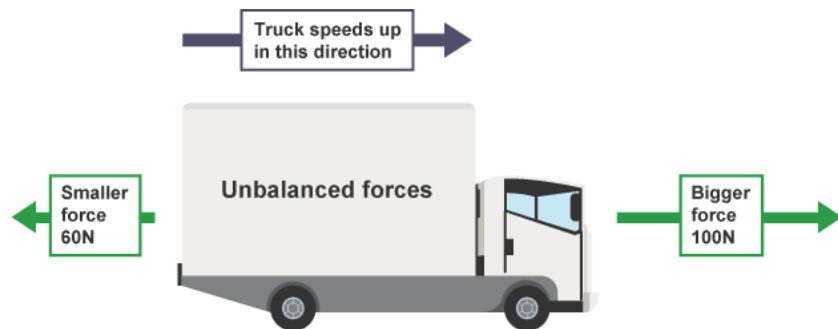 Truck speeds up
in this direction
Unbalanced forces
Smaller
force
60N
Bigger
force
100N